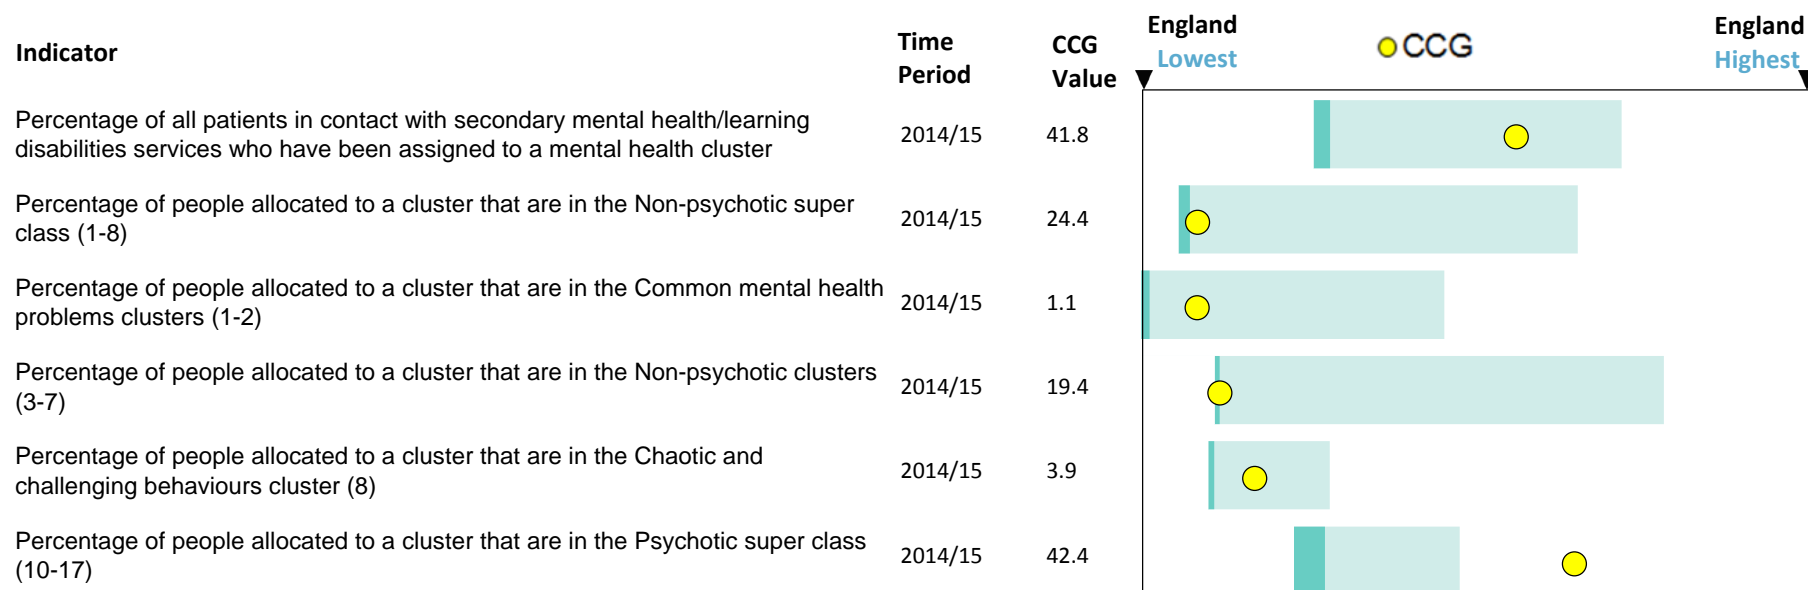 Indicator
Time
Period
CCG
Value
England
Lowest
CCG
England
Highest
Percentage of all patients in contact with secondary mental health/learning
disabilities services who have been assigned to a mental health cluster
2014/15
41.8
Percentage of people allocated to a cluster that are in the Non-psychotic super
class (1-8)
2014/15
24.4
Percentage of people allocated to a cluster that are in the Common mental health
problems clusters (1-2)
2014/15
1.1
Percentage of people allocated to a cluster that are in the Non-psychotic clusters
(3-7)
2014/15
19.4
Percentage of people allocated to a cluster that are in the Chaotic and
challenging behaviours cluster (8)
2014/15
3.9
Percentage of people allocated to a cluster that are in the Psychotic super class
(10-17)
2014/15
42.4